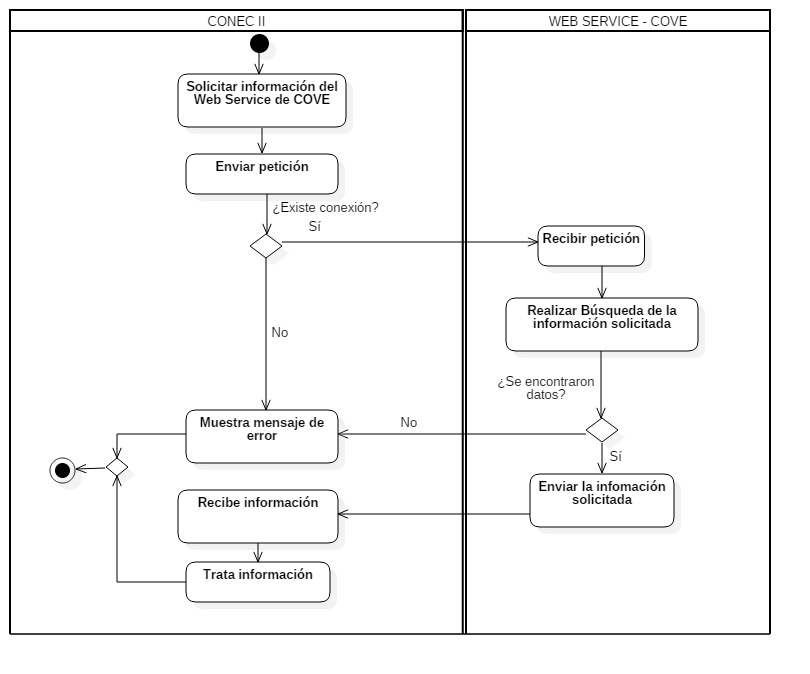 CONEC II
WEB SERVICE - COVE
Solicitar información del
Web Service de COVE
Enviar petición
¿Existe conexión?
Sí
Recibir petición
Realizar Búsqueda de la
información solicitada
No
¿Se encontraron
datos?
Muestra mensaje de
error
No
Sí
Enviar la infomación
solicitada
Recibe información
Trata información